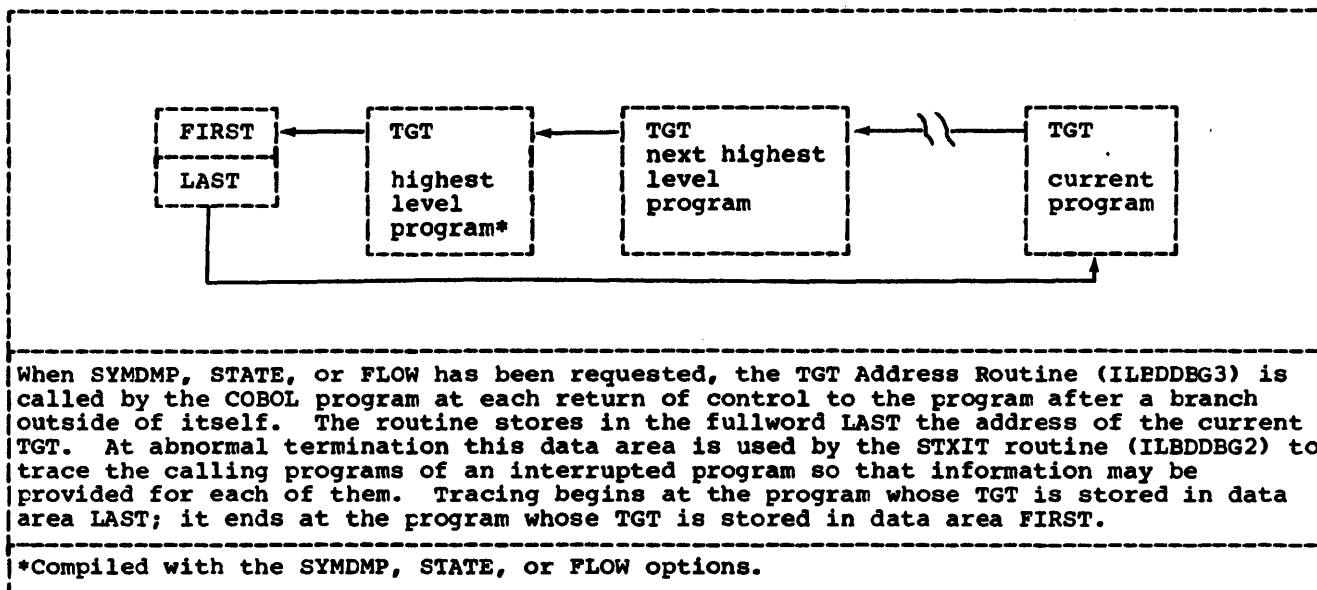 FIRST
LAST
TGT
highest
level
program*
TGT
next highest
level
program
TGT
current
program
When SYMDMP, STATE, or FLOW has been requested, the TGT Address Routine (ILBDDBG3) is
called by the COBOL program at each return of control to the program after a branch
outside of itself. The routine stores in the fullword LAST the address of the current
TGT. At abnormal termination this data area is used by the STXIT routine (ILBDDBG2) to
trace the calling programs of an interrupted program so that information may be
provided for each of them. Tracing begins at the program whose TGT is stored in data
area LAST; it ends at the program whose TGT is stored in data area FIRST.
*Compiled with the SYMDMP, STATE, or FLOW options.